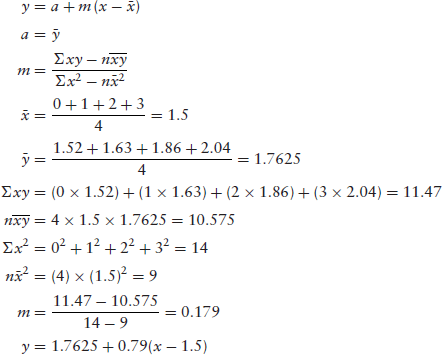 y = a + m(x − x̄)
a = ȳ
m = (Σxy − nx̅y̅) / (Σx² − nx̄²)
x̄ = (0 + 1 + 2 + 3) / 4 = 1.5
ȳ = (1.52 + 1.63 + 1.86 + 2.04) / 4 = 1.7625
Σxy = (0 × 1.52) + (1 × 1.63) + (2 × 1.86) + (3 × 2.04) = 11.47
nx̅y̅ = 4 × 1.5 × 1.7625 = 10.575
Σx² = 0² + 1² + 2² + 3² = 14
nx̄² = (4) × (1.5)² = 9
m = (11.47 − 10.575) / (14 − 9) = 0.179
y = 1.7625 + 0.79(x − 1.5)